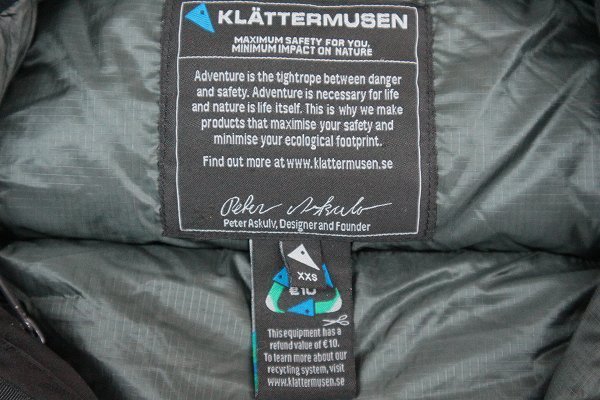 KLÄTTERMUSEN
MAXIMUM SAFETY FOR YOU,
MINIMUM IMPACT ON NATURE
Adventure is the tightrope between danger
and safety. Adventure is necessary for life
and nature is life itself. This is why we make
products that maximise your safety and
minimise your ecological footprint.
Find out more at www.klattermusen.se
Peter Askulv
Peter Askulv, Designer and Founder
XXS
€10
This equipment has a
refund value of €10.
To learn more about our
recycling system, visit
www.klattermusen.se